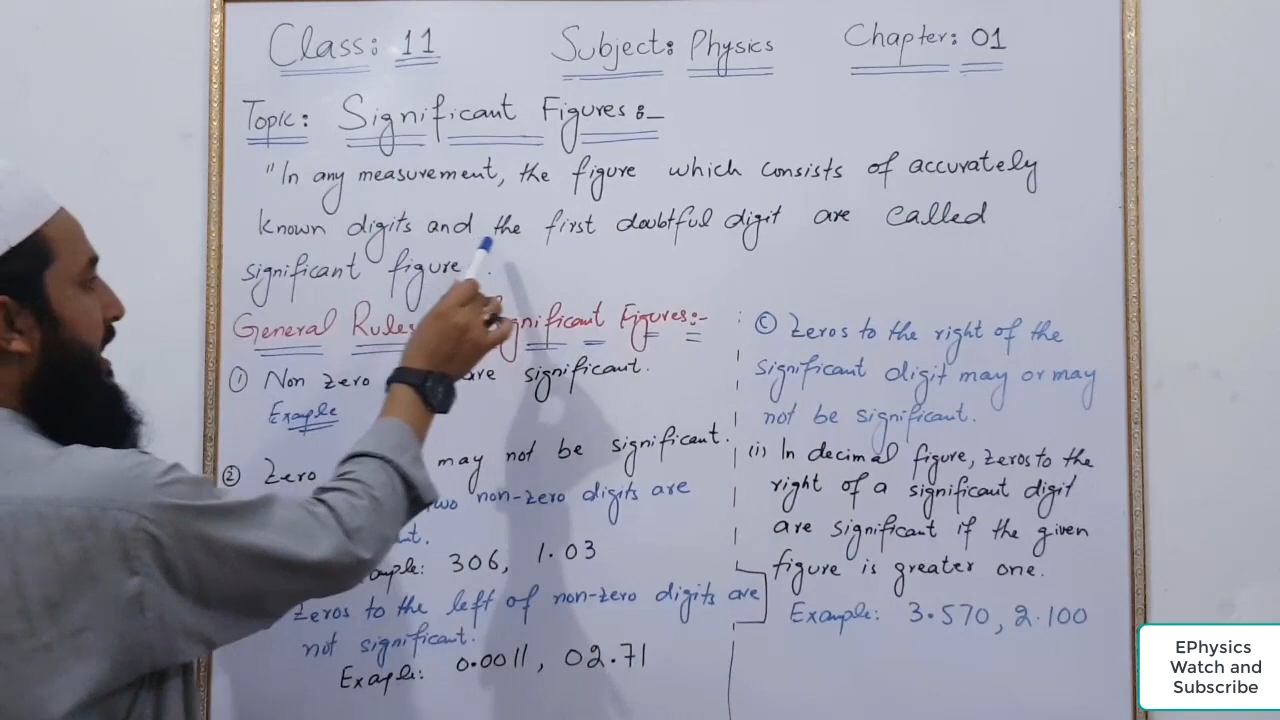 Class: 11 Subject: Physics Chapter: 01
Topic: Significant Figures:-
"In any measurement, the figure which consists of accurately
known digits and the first doubtful digit are called
significant figure.
General Rules Significant Figures:-
① Non zero are significant.
Example
② Zero may not be significant.
two non-zero digits are
Example: 306, 1.03
Zeros to the left of non-zero digits are
not significant.
Exaple: 0.0011, 02.71
© Zeros to the right of the
significant digit may or may
not be significant.
(i) In decimal figure, zeros to the
right of a significant digit
are significant if the given
figure is greater one.
Example: 3.570, 2.100
EPhysics
Watch and
Subscribe